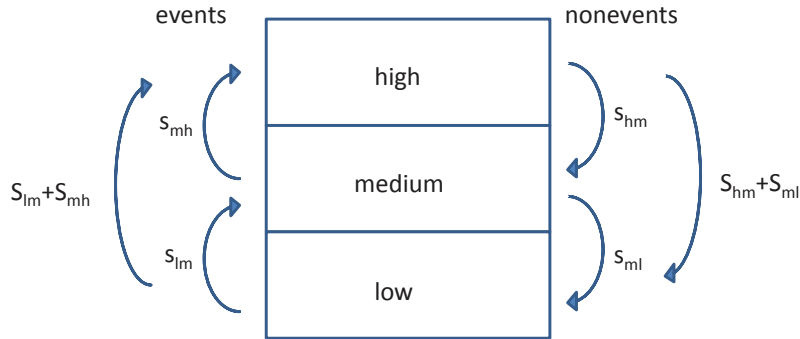 events
nonevents
high
s_mh
s_hm
medium
S_lm+S_mh
S_hm+S_ml
s_lm
s_ml
low